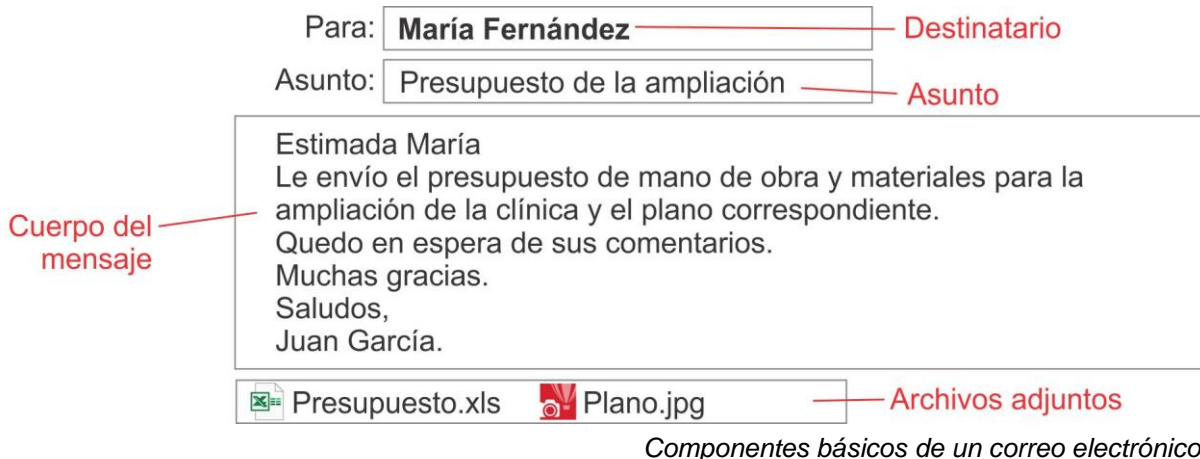 Para: María Fernández Destinatario
Asunto: Presupuesto de la ampliación Asunto
Estimada María
Le envío el presupuesto de mano de obra y materiales para la
ampliación de la clínica y el plano correspondiente.
Quedo en espera de sus comentarios.
Muchas gracias.
Saludos,
Juan García.
Cuerpo del
mensaje
Presupuesto.xls Plano.jpg Archivos adjuntos
Componentes básicos de un correo electrónico